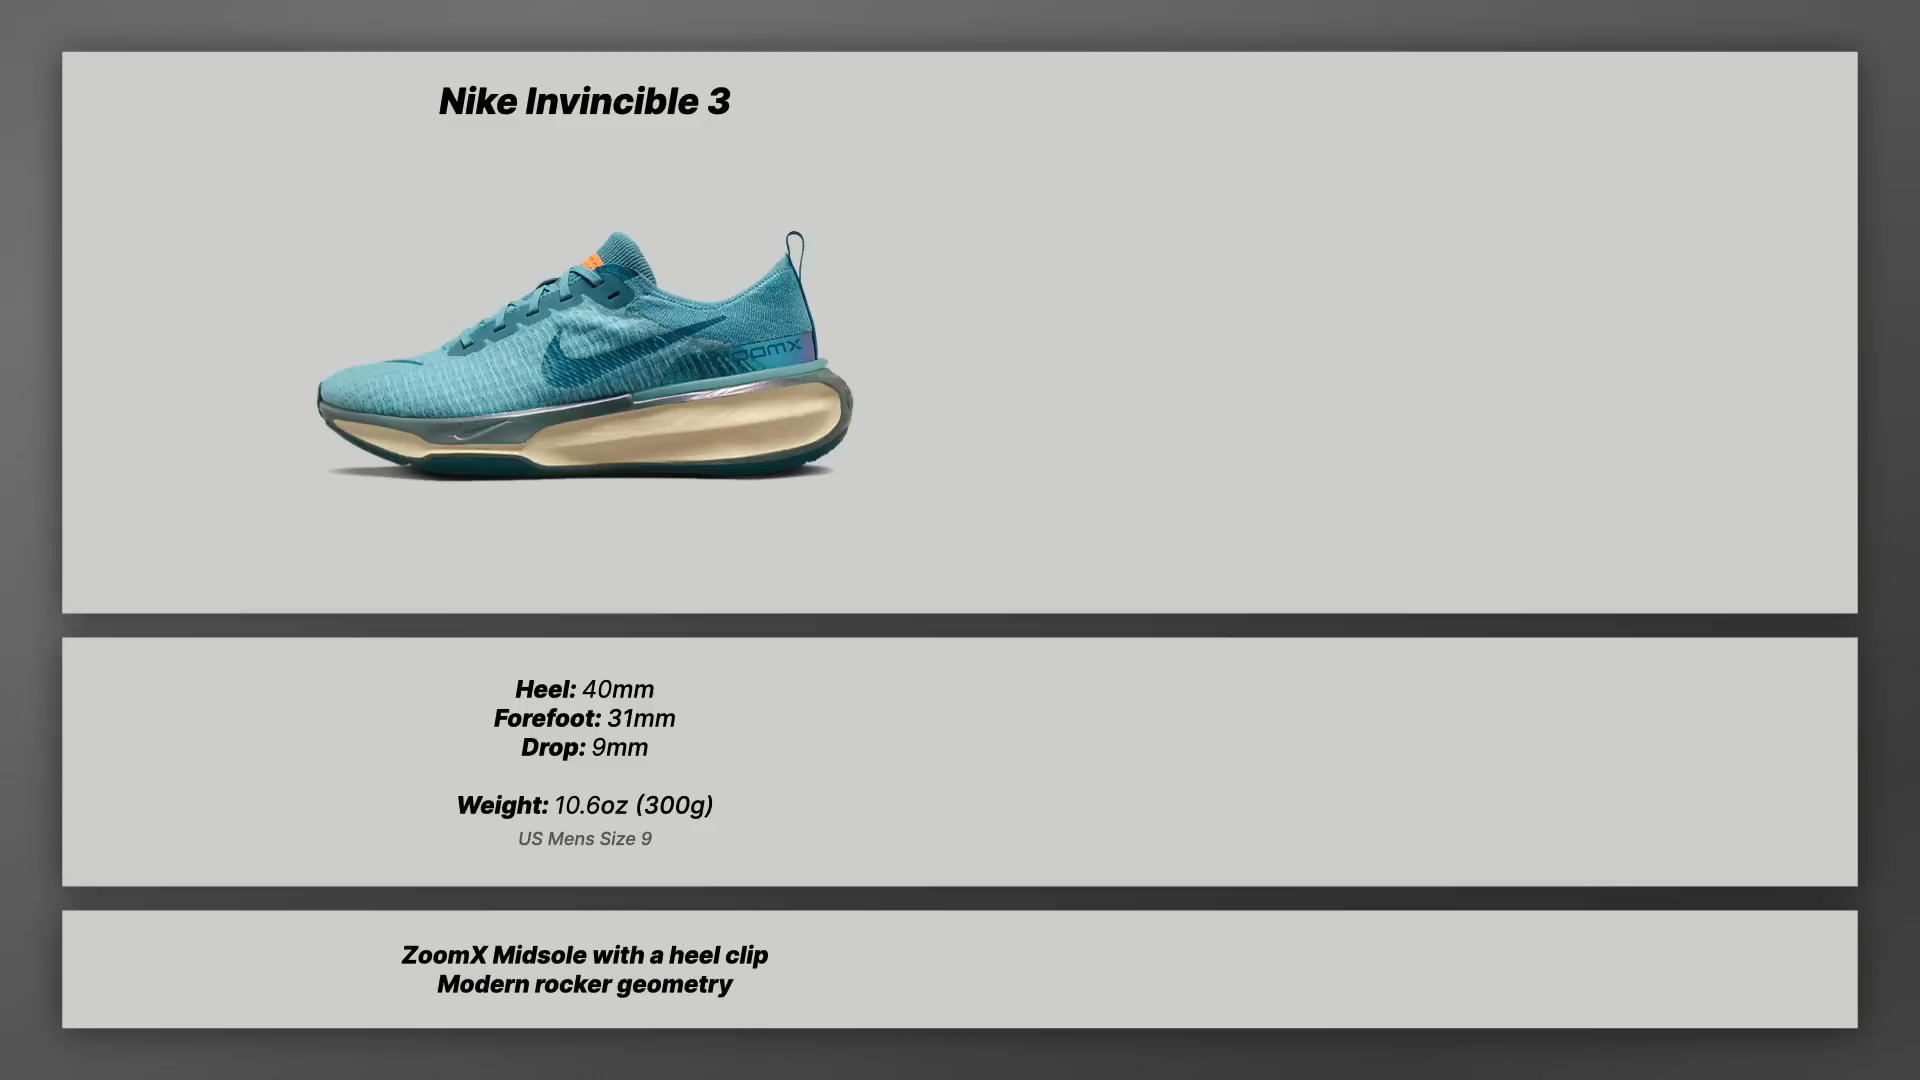 Nike Invincible 3
Heel: 40mm
Forefoot: 31mm
Drop: 9mm
Weight: 10.6oz (300g)
US Mens Size 9
ZoomX Midsole with a heel clip
Modern rocker geometry